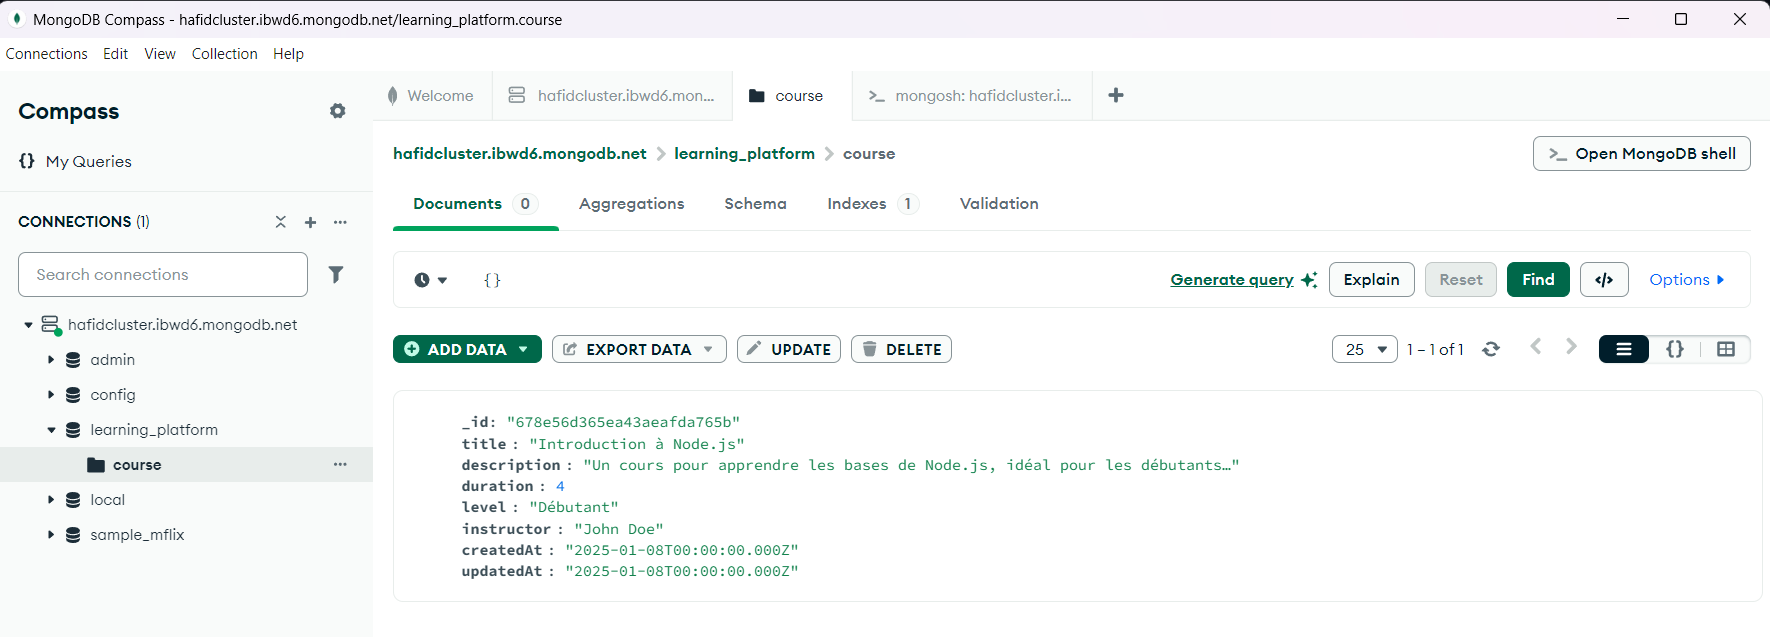 MongoDB Compass - hafidcluster.ibwd6.mongodb.net/learning_platform.course
Connections Edit View Collection Help
Compass
{} My Queries
CONNECTIONS (1)
Search connections
hafidcluster.ibwd6.mongodb.net
admin
config
learning_platform
course
local
sample_mflix
Welcome
hafidcluster.ibwd6.mon...
course
>_ mongosh: hafidcluster.i...
hafidcluster.ibwd6.mongodb.net > learning_platform > course
>_ Open MongoDB shell
Documents 0 Aggregations Schema Indexes 1 Validation
{} Generate query Explain Reset Find </> Options
ADD DATA EXPORT DATA UPDATE DELETE 25 1 – 1 of 1 {}
_id: "678e56d365ea43aeafda765b"
title : "Introduction à Node.js"
description : "Un cours pour apprendre les bases de Node.js, idéal pour les débutants…"
duration : 4
level : "Débutant"
instructor : "John Doe"
createdAt : "2025-01-08T00:00:00.000Z"
updatedAt : "2025-01-08T00:00:00.000Z"